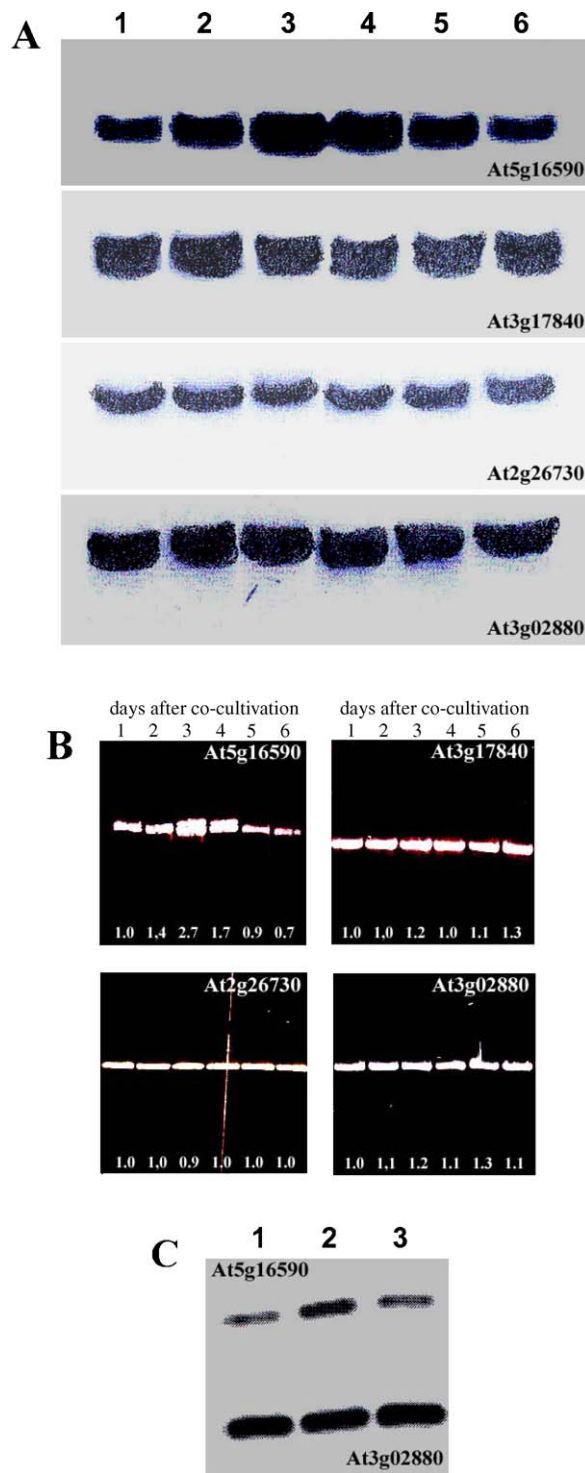 A
1 2 3 4 5 6
At5g16590
At3g17840
At2g26730
At3g02880
B
days after co-cultivation
1 2 3 4 5 6
At5g16590
1.0 1,4 2.7 1.7 0.9 0.7
days after co-cultivation
1 2 3 4 5 6
At3g17840
1.0 1,0 1.2 1.0 1.1 1.3
At2g26730
1.0 1,0 0.9 1.0 1.0 1.0
At3g02880
1.0 1,1 1.2 1.1 1.3 1.1
C
1 2 3
At5g16590
At3g02880